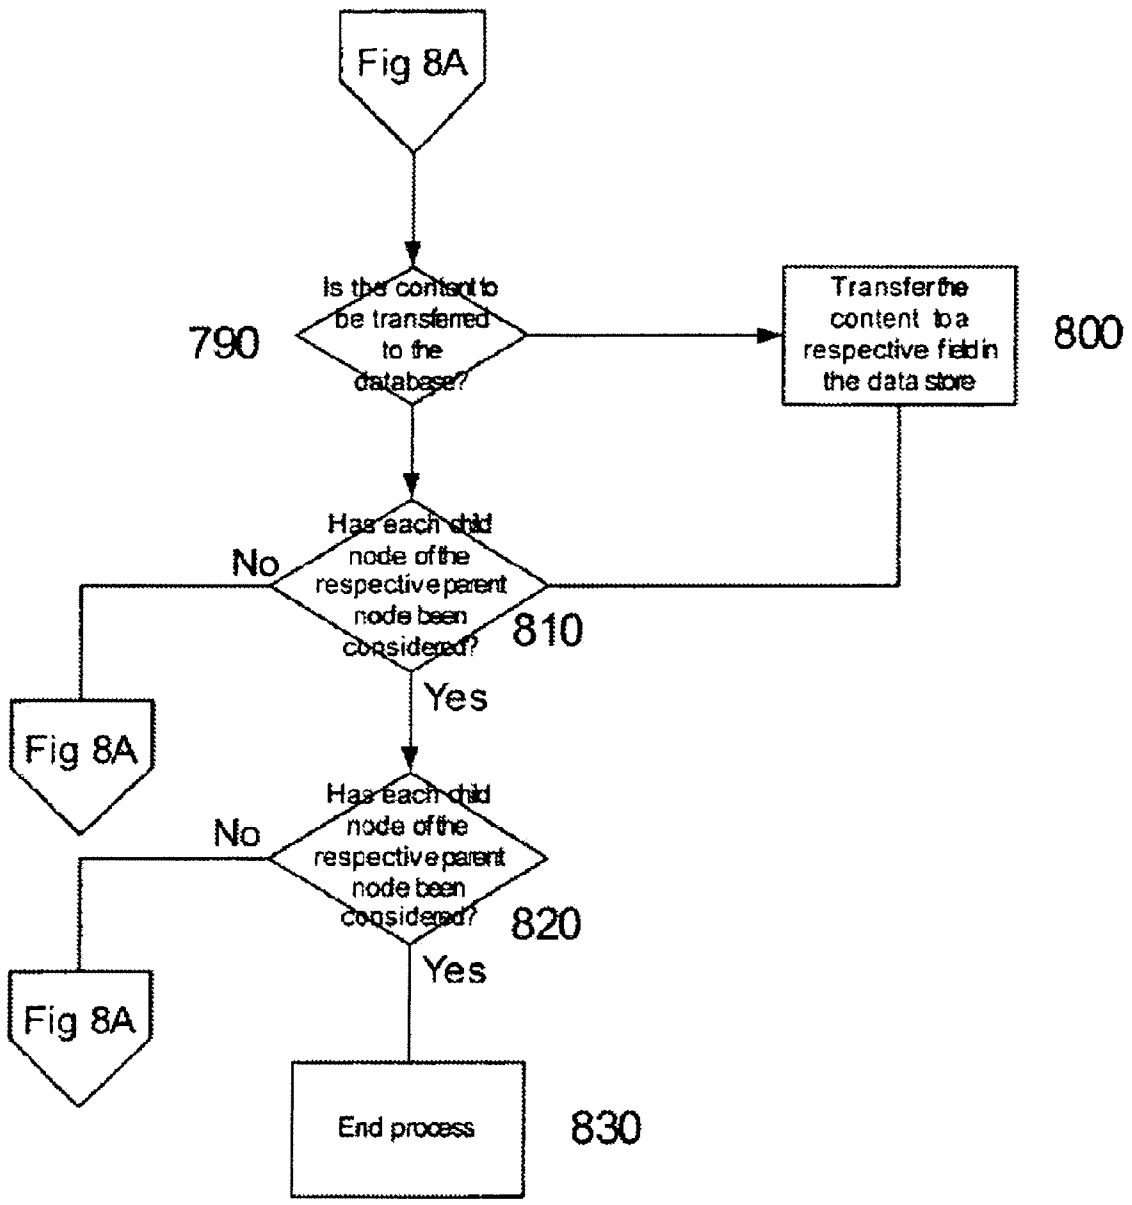 Fig 8A
Is the content to
be transferred
to the
database?
790
Transfer the
content to a
respective field in
the data store
800
Has each child
node of the
respective parent
node been
considered?
No
810
Yes
Fig 8A
Has each child
node of the
respective parent
node been
considered?
No
820
Yes
Fig 8A
End process
830